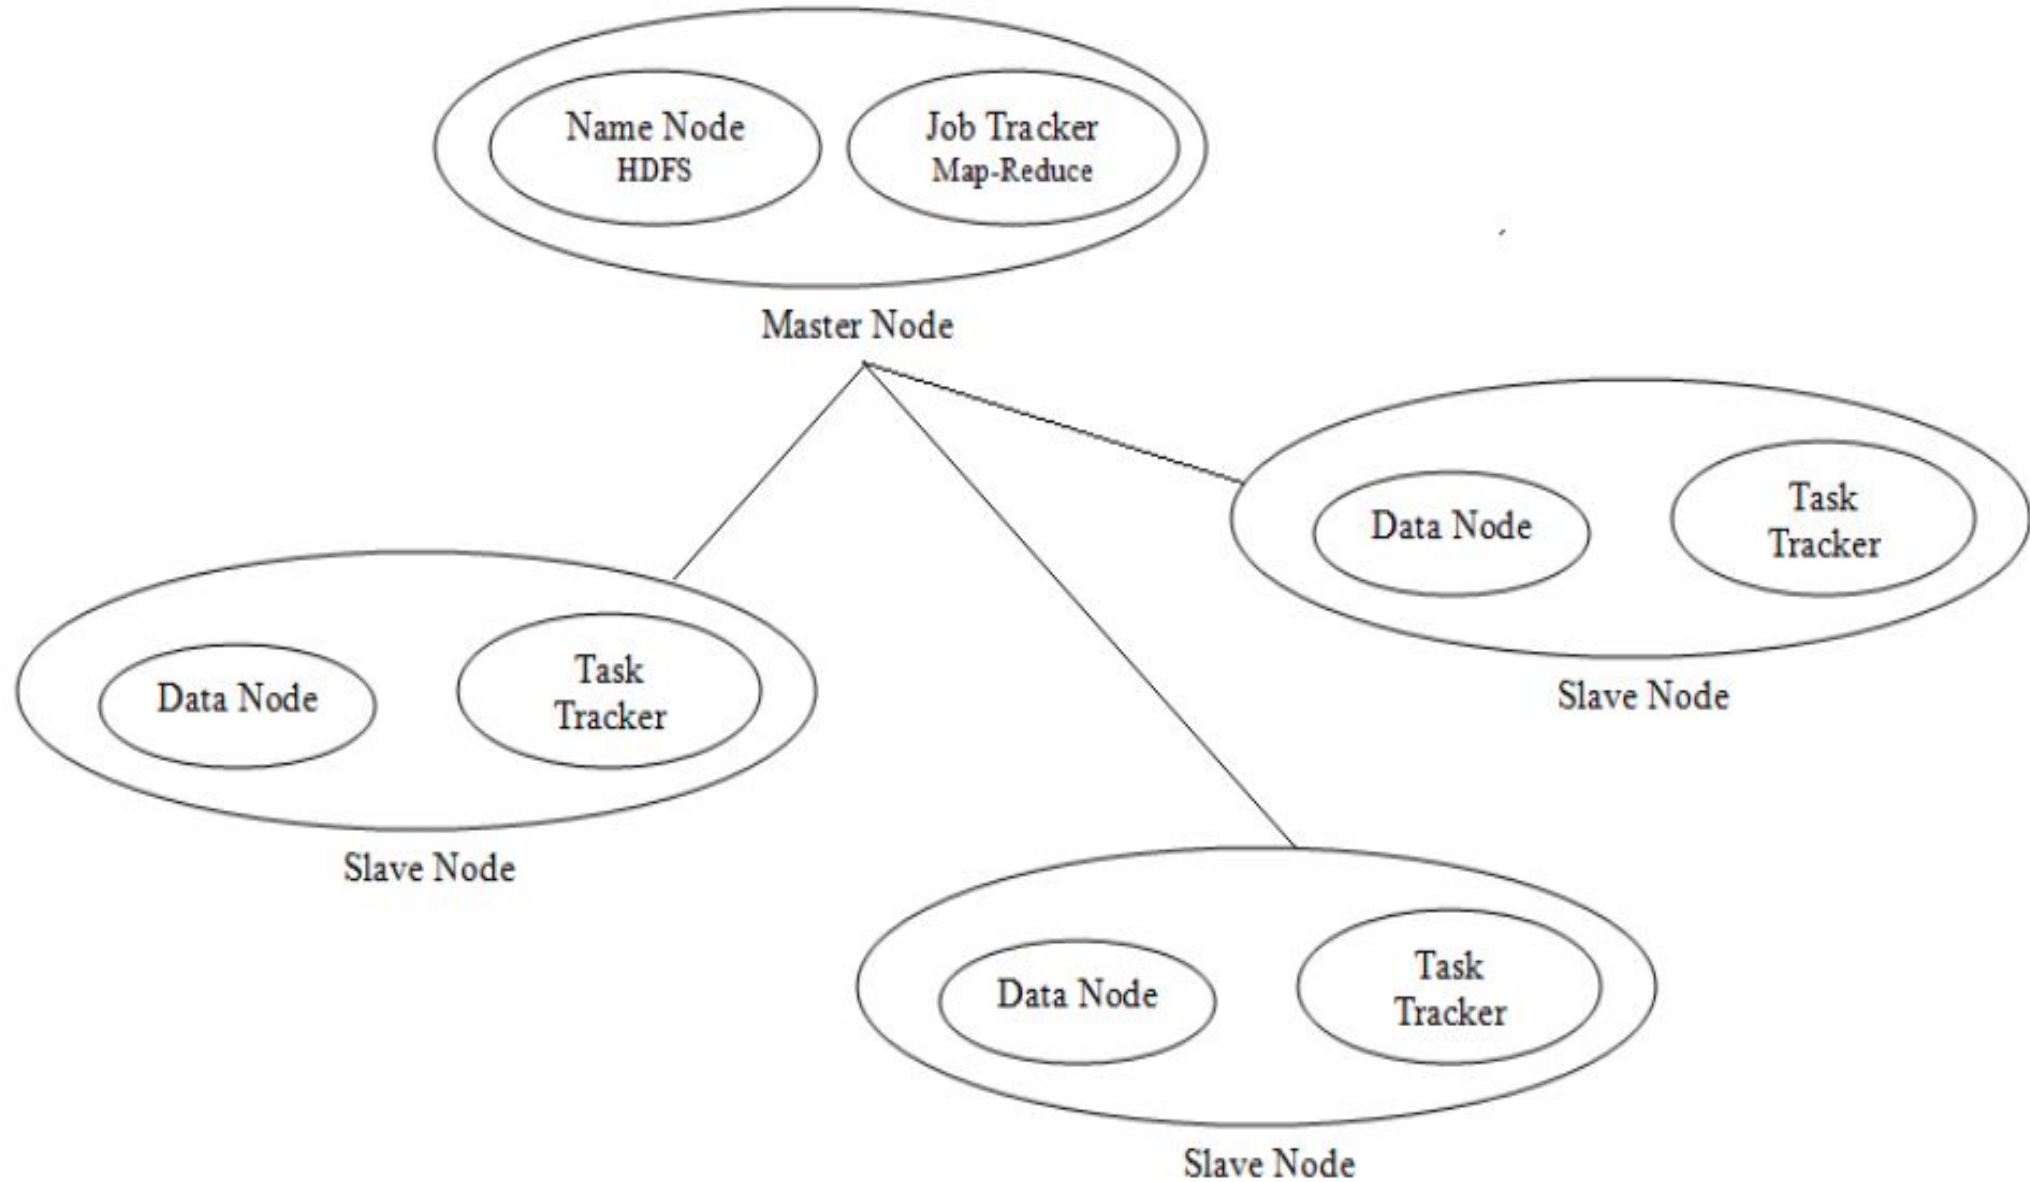 Name Node
HDFS
Job Tracker
Map-Reduce
Master Node
Data Node
Task
Tracker
Slave Node
Data Node
Task
Tracker
Slave Node
Data Node
Task
Tracker
Slave Node